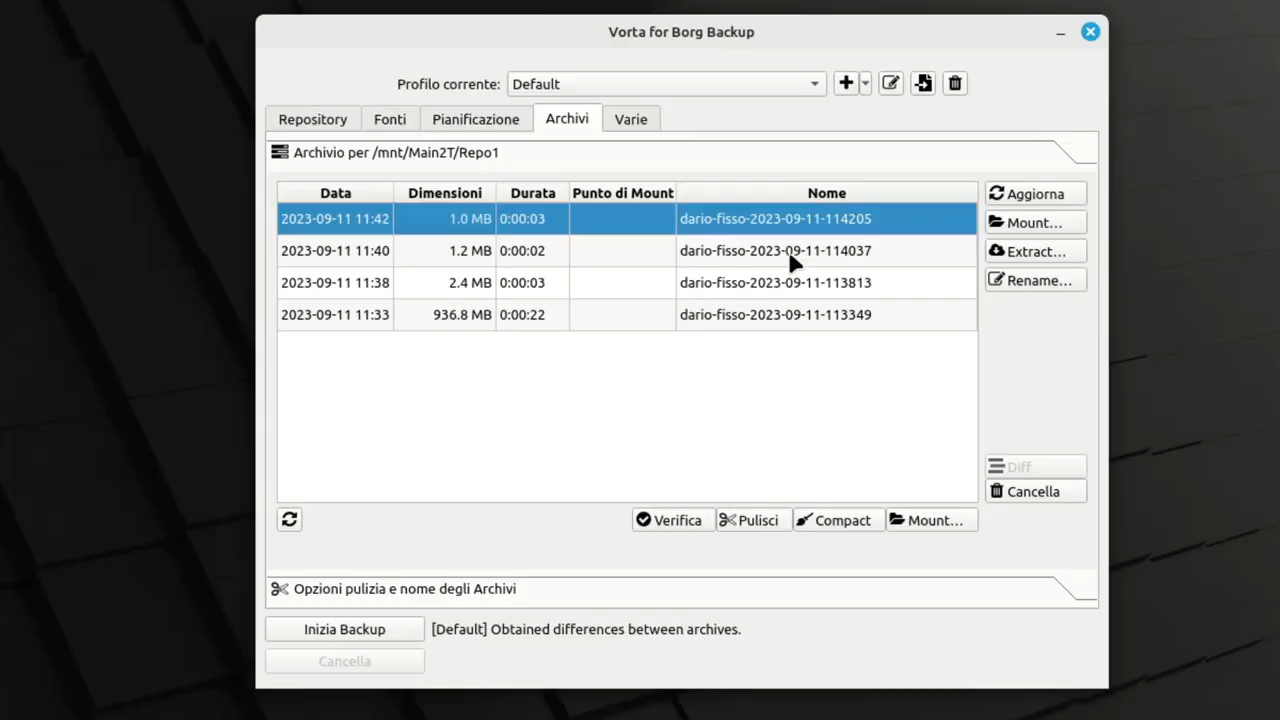 Vorta for Borg Backup
Profilo corrente: Default
Repository Fonti Pianificazione Archivi Varie
Archivio per /mnt/Main2T/Repo1
Data Dimensioni Durata Punto di Mount Nome
2023-09-11 11:42 1.0 MB 0:00:03 dario-fisso-2023-09-11-114205
2023-09-11 11:40 1.2 MB 0:00:02 dario-fisso-2023-09-11-114037
2023-09-11 11:38 2.4 MB 0:00:03 dario-fisso-2023-09-11-113813
2023-09-11 11:33 936.8 MB 0:00:22 dario-fisso-2023-09-11-113349
Aggiorna
Mount...
Extract...
Rename...
Diff
Cancella
Verifica Pulisci Compact Mount...
Opzioni pulizia e nome degli Archivi
Inizia Backup [Default] Obtained differences between archives.
Cancella